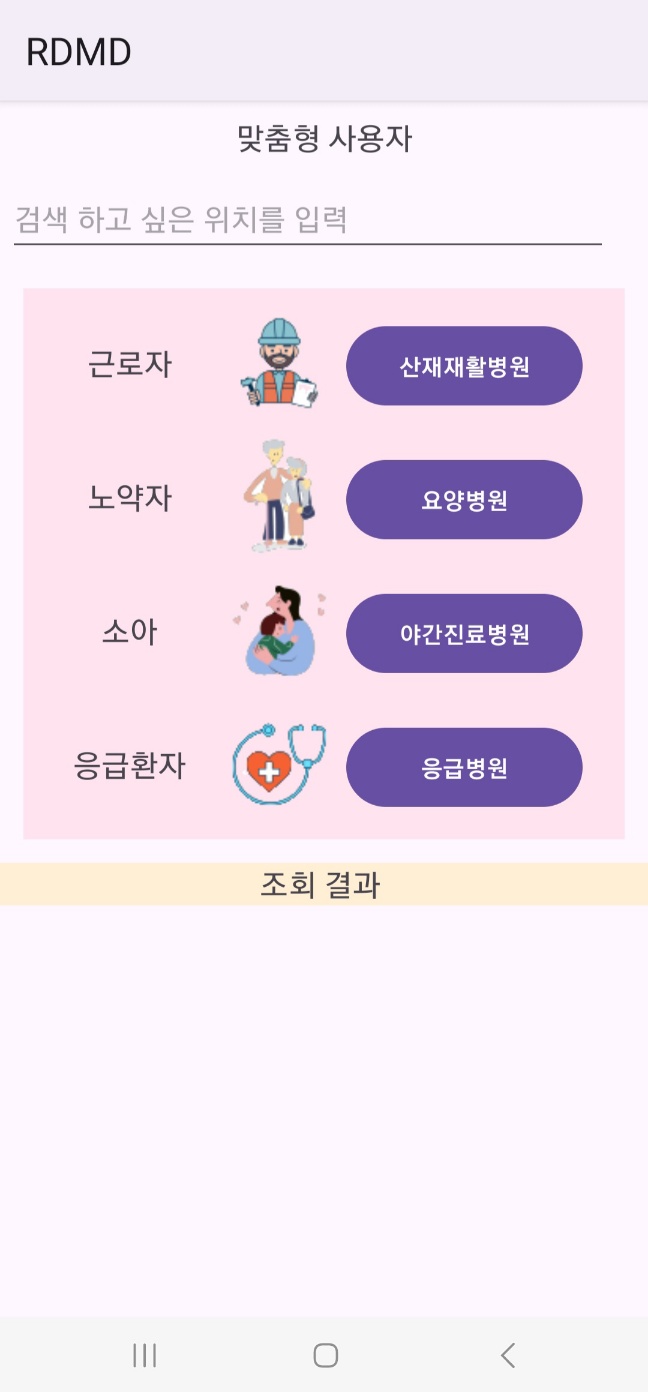 RDMD
맞춤형 사용자
검색 하고 싶은 위치를 입력
근로자
산재재활병원
노약자
요양병원
소아
야간진료병원
응급환자
응급병원
조회 결과